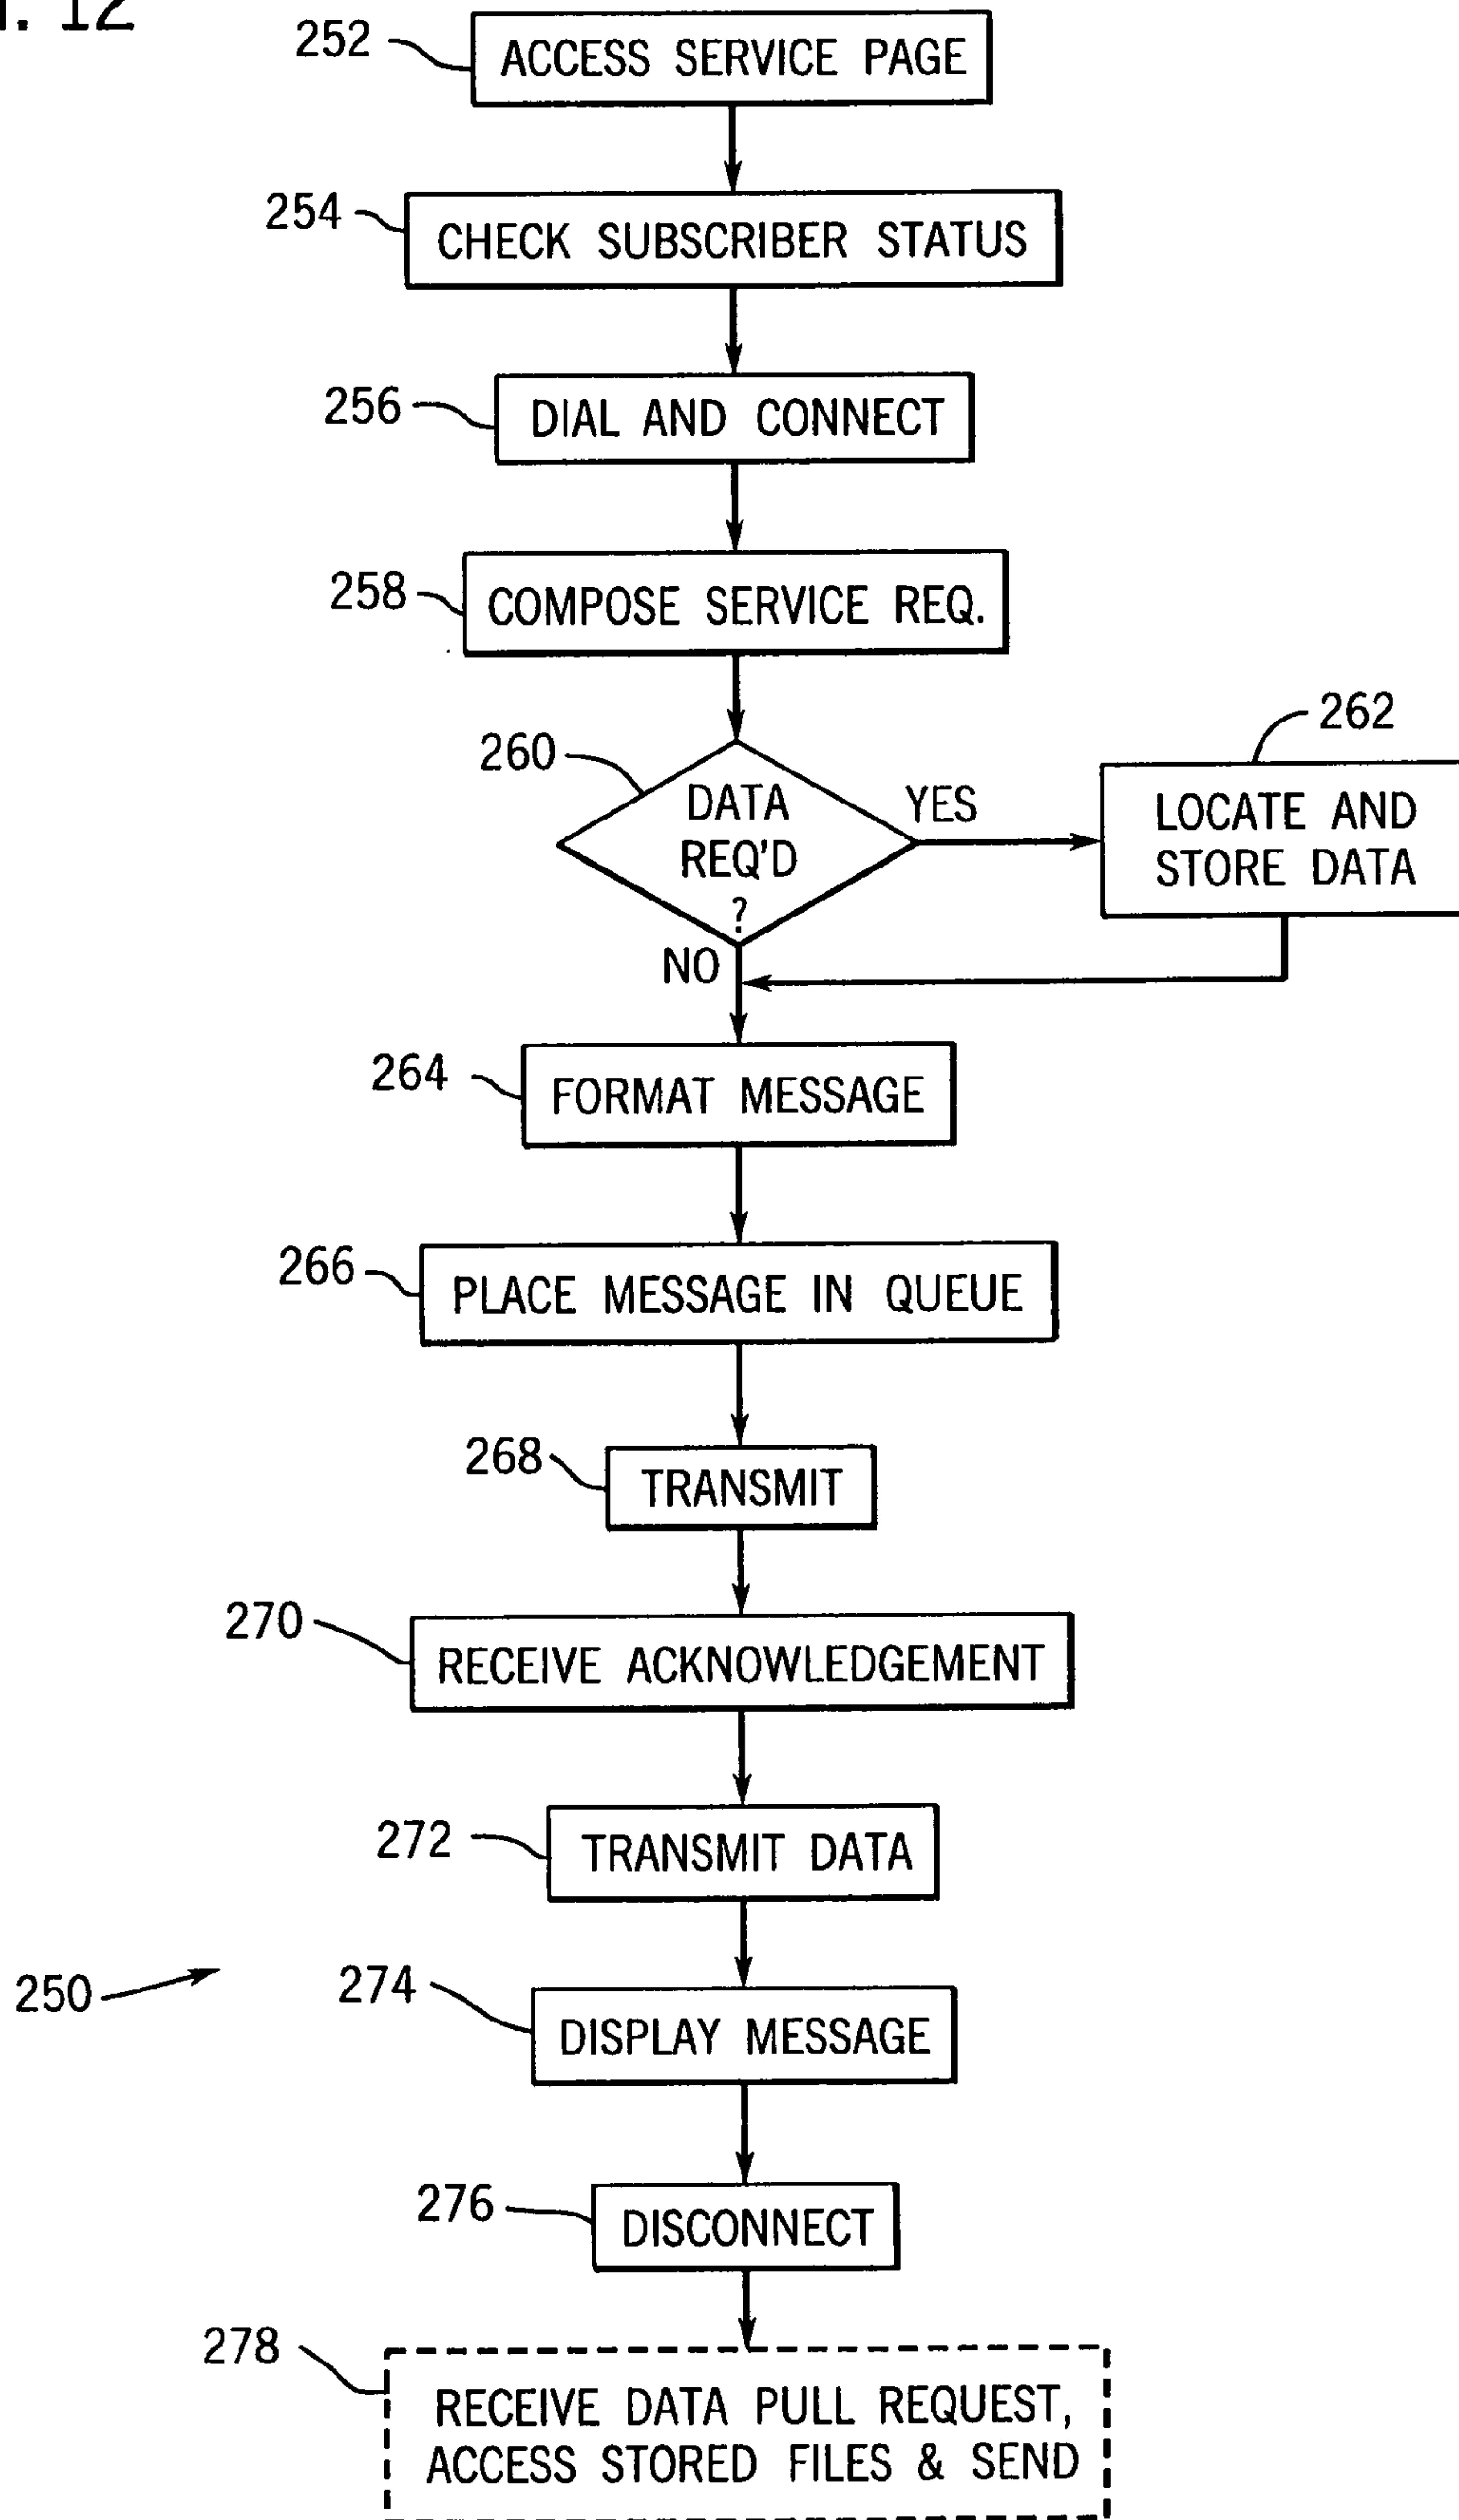 12
252
ACCESS SERVICE PAGE
254
CHECK SUBSCRIBER STATUS
256
DIAL AND CONNECT
258
COMPOSE SERVICE REQ.
260
DATA
REQ'D
?
YES
262
LOCATE AND
STORE DATA
NO
264
FORMAT MESSAGE
266
PLACE MESSAGE IN QUEUE
268
TRANSMIT
270
RECEIVE ACKNOWLEDGEMENT
272
TRANSMIT DATA
250
274
DISPLAY MESSAGE
276
DISCONNECT
278
RECEIVE DATA PULL REQUEST,
ACCESS STORED FILES & SEND